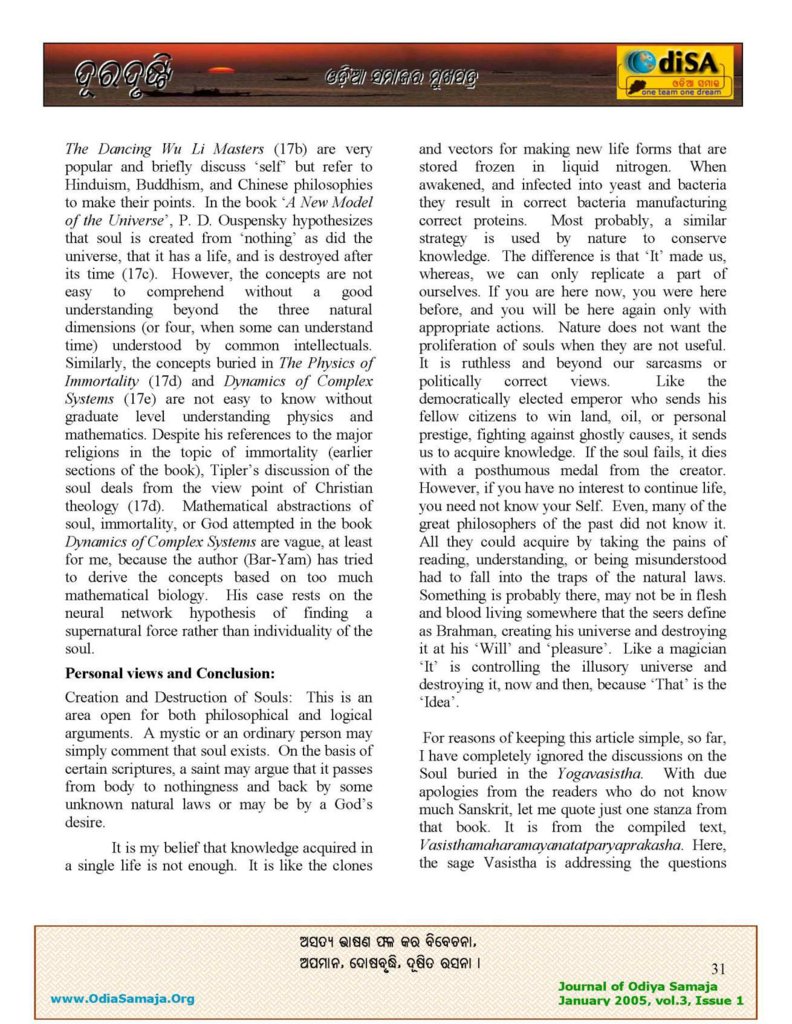 ଦୂରଦୃଷ୍ଟି
ଓଡ଼ିଆ ସମାଜର ମୁଖପତ୍ର
OdiSA
ଓଡିଆ ସମାଜ
one team one dream
The Dancing Wu Li Masters (17b) are very
popular and briefly discuss ‘self’ but refer to
Hinduism, Buddhism, and Chinese philosophies
to make their points. In the book ‘A New Model
of the Universe’, P. D. Ouspensky hypothesizes
that soul is created from ‘nothing’ as did the
universe, that it has a life, and is destroyed after
its time (17c). However, the concepts are not
easy to comprehend without a good
understanding beyond the three natural
dimensions (or four, when some can understand
time) understood by common intellectuals.
Similarly, the concepts buried in The Physics of
Immortality (17d) and Dynamics of Complex
Systems (17e) are not easy to know without
graduate level understanding physics and
mathematics. Despite his references to the major
religions in the topic of immortality (earlier
sections of the book), Tipler’s discussion of the
soul deals from the view point of Christian
theology (17d). Mathematical abstractions of
soul, immortality, or God attempted in the book
Dynamics of Complex Systems are vague, at least
for me, because the author (Bar-Yam) has tried
to derive the concepts based on too much
mathematical biology. His case rests on the
neural network hypothesis of finding a
supernatural force rather than individuality of the
soul.
Personal views and Conclusion:
Creation and Destruction of Souls: This is an
area open for both philosophical and logical
arguments. A mystic or an ordinary person may
simply comment that soul exists. On the basis of
certain scriptures, a saint may argue that it passes
from body to nothingness and back by some
unknown natural laws or may be by a God’s
desire.
It is my belief that knowledge acquired in
a single life is not enough. It is like the clones
and vectors for making new life forms that are
stored frozen in liquid nitrogen. When
awakened, and infected into yeast and bacteria
they result in correct bacteria manufacturing
correct proteins. Most probably, a similar
strategy is used by nature to conserve
knowledge. The difference is that ‘It’ made us,
whereas, we can only replicate a part of
ourselves. If you are here now, you were here
before, and you will be here again only with
appropriate actions. Nature does not want the
proliferation of souls when they are not useful.
It is ruthless and beyond our sarcasms or
politically correct views. Like the
democratically elected emperor who sends his
fellow citizens to win land, oil, or personal
prestige, fighting against ghostly causes, it sends
us to acquire knowledge. If the soul fails, it dies
with a posthumous medal from the creator.
However, if you have no interest to continue life,
you need not know your Self. Even, many of the
great philosophers of the past did not know it.
All they could acquire by taking the pains of
reading, understanding, or being misunderstood
had to fall into the traps of the natural laws.
Something is probably there, may not be in flesh
and blood living somewhere that the seers define
as Brahman, creating his universe and destroying
it at his ‘Will’ and ‘pleasure’. Like a magician
‘It’ is controlling the illusory universe and
destroying it, now and then, because ‘That’ is the
‘Idea’.
For reasons of keeping this article simple, so far,
I have completely ignored the discussions on the
Soul buried in the Yogavasistha. With due
apologies from the readers who do not know
much Sanskrit, let me quote just one stanza from
that book. It is from the compiled text,
Vasisthamaharamayanatatparyaprakasha. Here,
the sage Vasistha is addressing the questions
ଅସତ୍ୟ ଭାଷଣ ଫଳ କର ବିବେଚନା,
ଅପମାନ, ଦୋଷବୃଦ୍ଧି, ଦୂଷିତ ରସନା ।
31
www.OdiaSamaja.Org
Journal of Odiya Samaja
January 2005, vol.3, Issue 1